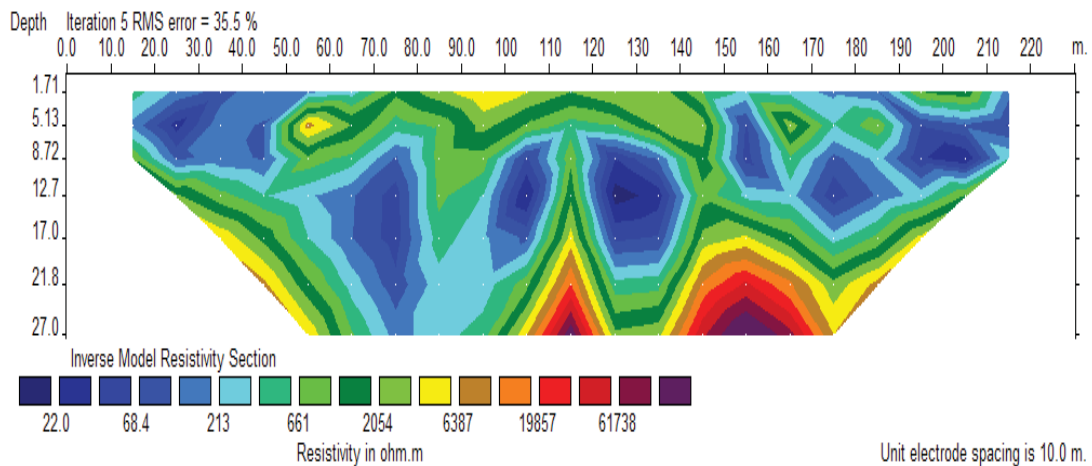 Depth Iteration 5 RMS error = 35.5 %
0.0 10.0 20.0 30.0 40.0 50.0 60.0 70.0 80.0 90.0 100.0 110 120 130 140 150 160 170 180 190 200 210 220 m.
1.71
5.13
8.72
12.7
17.0
21.8
27.0
Inverse Model Resistivity Section
22.0 68.4 213 661 2054 6387 19857 61738
Resistivity in ohm.m Unit electrode spacing is 10.0 m.